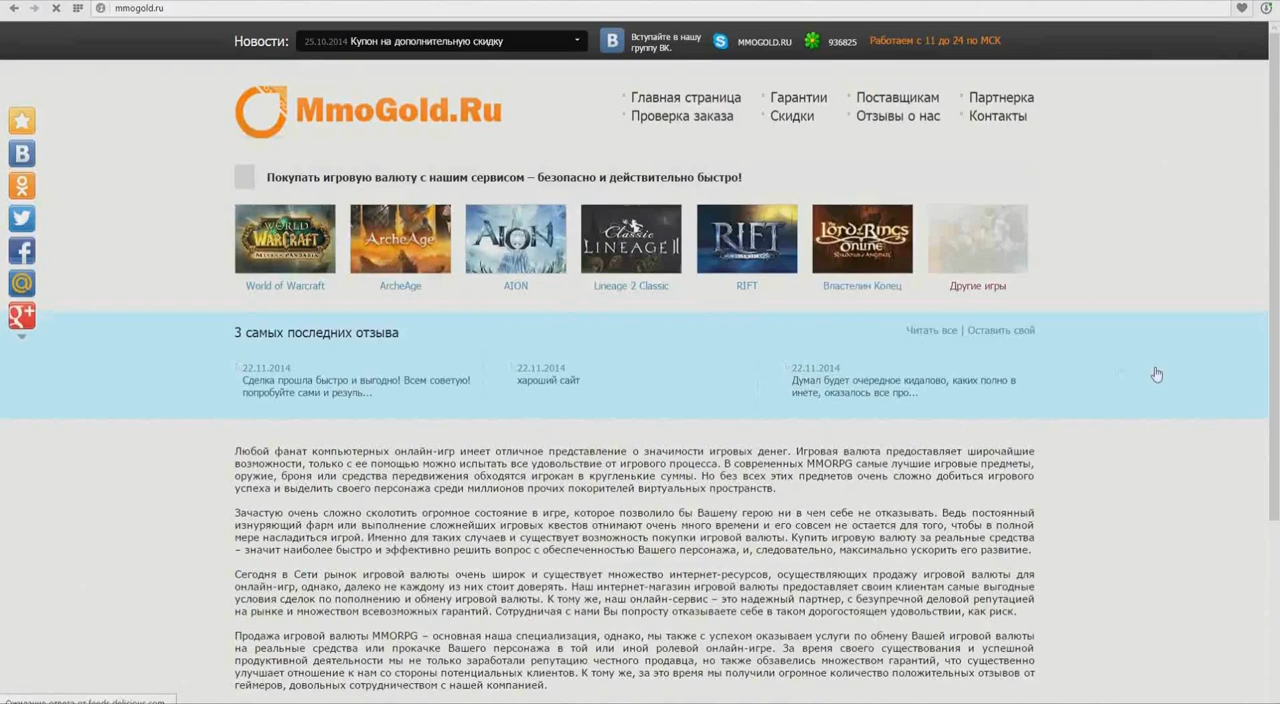 mmogold.ru
Новости:
25.10.2014 Купон на дополнительную скидку
Вступайте в нашу
группу ВК.
MMOGOLD.RU
936825
Работаем с 11 до 24 по МСК
MmoGold.Ru
Главная страница
Гарантии
Поставщикам
Партнерка
Проверка заказа
Скидки
Отзывы о нас
Контакты
Покупать игровую валюту с нашим сервисом – безопасно и действительно быстро!
WORLD
WARCRAFT
ArcheAge
AION
Classic
LINEAGE II
RIFT
The
Lord of the Rings
Online
World of Warcraft
ArcheAge
AION
Lineage 2 Classic
RIFT
Властелин Колец
Другие игры
3 самых последних отзыва
Читать все | Оставить свой
22.11.2014
Сделка прошла быстро и выгодно! Всем советую!
попробуйте сами и резуль...
22.11.2014
хароший сайт
22.11.2014
Думал будет очередное кидалово, каких полно в
инете, оказалось все про...
Любой фанат компьютерных онлайн-игр имеет отличное представление о значимости игровых денег. Игровая валюта предоставляет широчайшие
возможности, только с ее помощью можно испытать все удовольствие от игрового процесса. В современных MMORPG самые лучшие игровые предметы,
оружие, броня или средства передвижения обходятся игрокам в кругленькие суммы. Но без всех этих предметов очень сложно добиться игрового
успеха и выделить своего персонажа среди миллионов прочих покорителей виртуальных пространств.
Зачастую очень сложно сколотить огромное состояние в игре, которое позволило бы Вашему герою ни в чем себе не отказывать. Ведь постоянный
изнуряющий фарм или выполнение сложнейших игровых квестов отнимают очень много времени и его совсем не остается для того, чтобы в полной
мере насладиться игрой. Именно для таких случаев и существует возможность покупки игровой валюты. Купить игровую валюту за реальные средства
– значит наиболее быстро и эффективно решить вопрос с обеспеченностью Вашего персонажа, и, следовательно, максимально ускорить его развитие.
Сегодня в Сети рынок игровой валюты очень широк и существует множество интернет-ресурсов, осуществляющих продажу игровой валюты для
онлайн-игр, однако, далеко не каждому из них стоит доверять. Наш интернет-магазин игровой валюты предоставляет своим клиентам самые выгодные
условия сделок по пополнению и обмену игровой валюты. К тому же, наш онлайн-сервис – это надежный партнер, с безупречной деловой репутацией
на рынке и множеством всевозможных гарантий. Сотрудничая с нами Вы попросту отказываете себе в таком дорогостоящем удовольствии, как риск.
Продажа игровой валюты MMORPG – основная наша специализация, однако, мы также с успехом оказываем услуги по обмену Вашей игровой валюты
на реальные средства или прокачке Вашего персонажа в той или иной ролевой онлайн-игре. За время своего существования и успешной
продуктивной деятельности мы не только заработали репутацию честного продавца, но также обзавелись множеством гарантий, что существенно
улучшает отношение к нам со стороны потенциальных клиентов. К тому же, за это время мы получили огромное количество положительных отзывов от
геймеров, довольных сотрудничеством с нашей компанией.